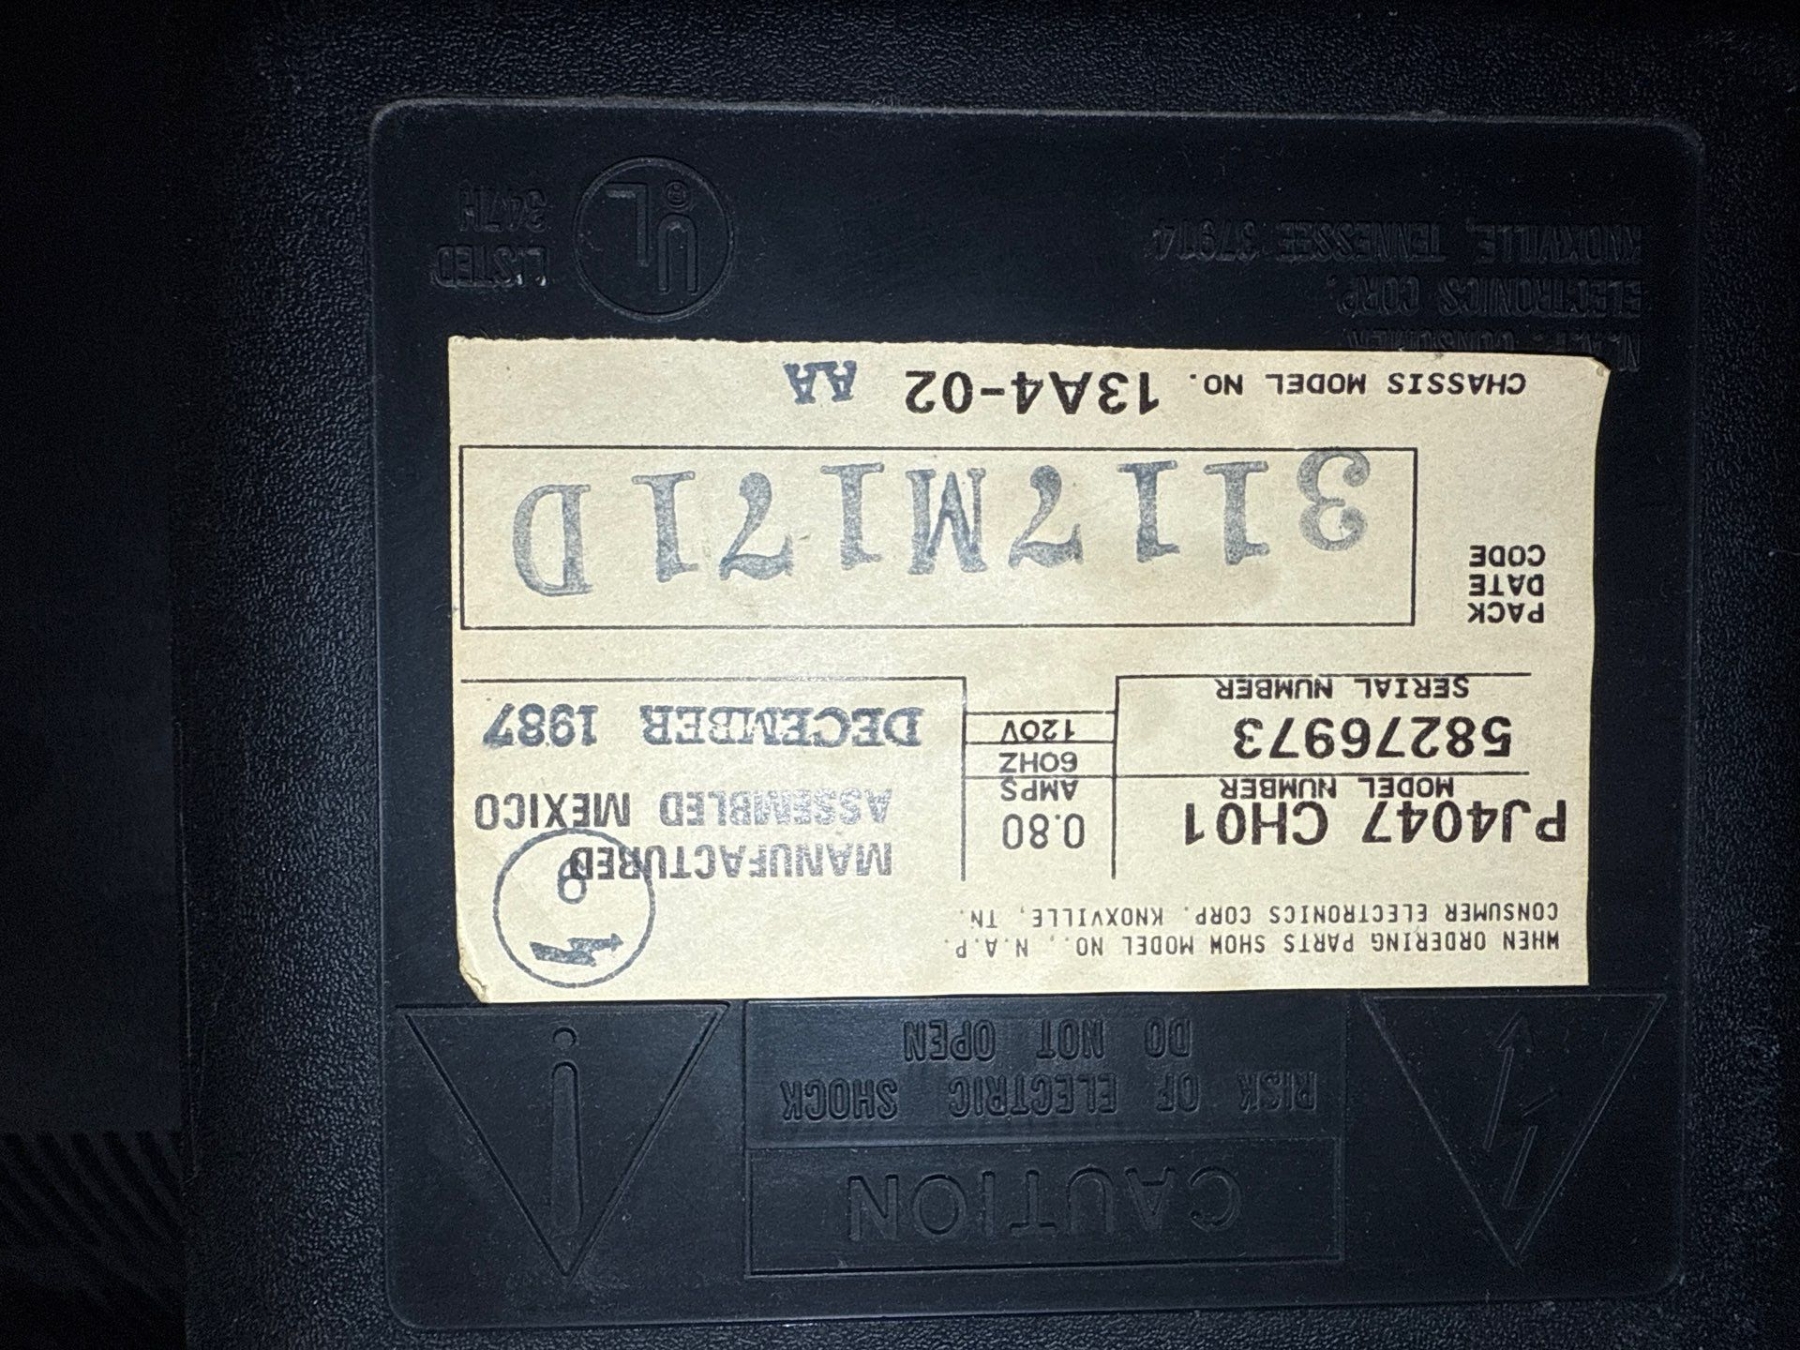 CAUTION
RISK OF ELECTRIC SHOCK
DO NOT OPEN
WHEN ORDERING PARTS SHOW MODEL NO., N.A.P.
CONSUMER ELECTRONICS CORP. KNOXVILLE, TN.
PJ4047 CH01
MODEL NUMBER
58276973
SERIAL NUMBER
0.80
AMPS
60HZ
120V
MANUFACTURED
ASSEMBLED MEXICO
DECEMBER 1987
PACK
DATE
CODE
3117M171D
CHASSIS MODEL NO. 13A4-02 AA
N.A.P. CONSUMER
ELECTRONICS CORP.
KNOXVILLE, TENNESSEE 37914
UL®
LISTED
347H